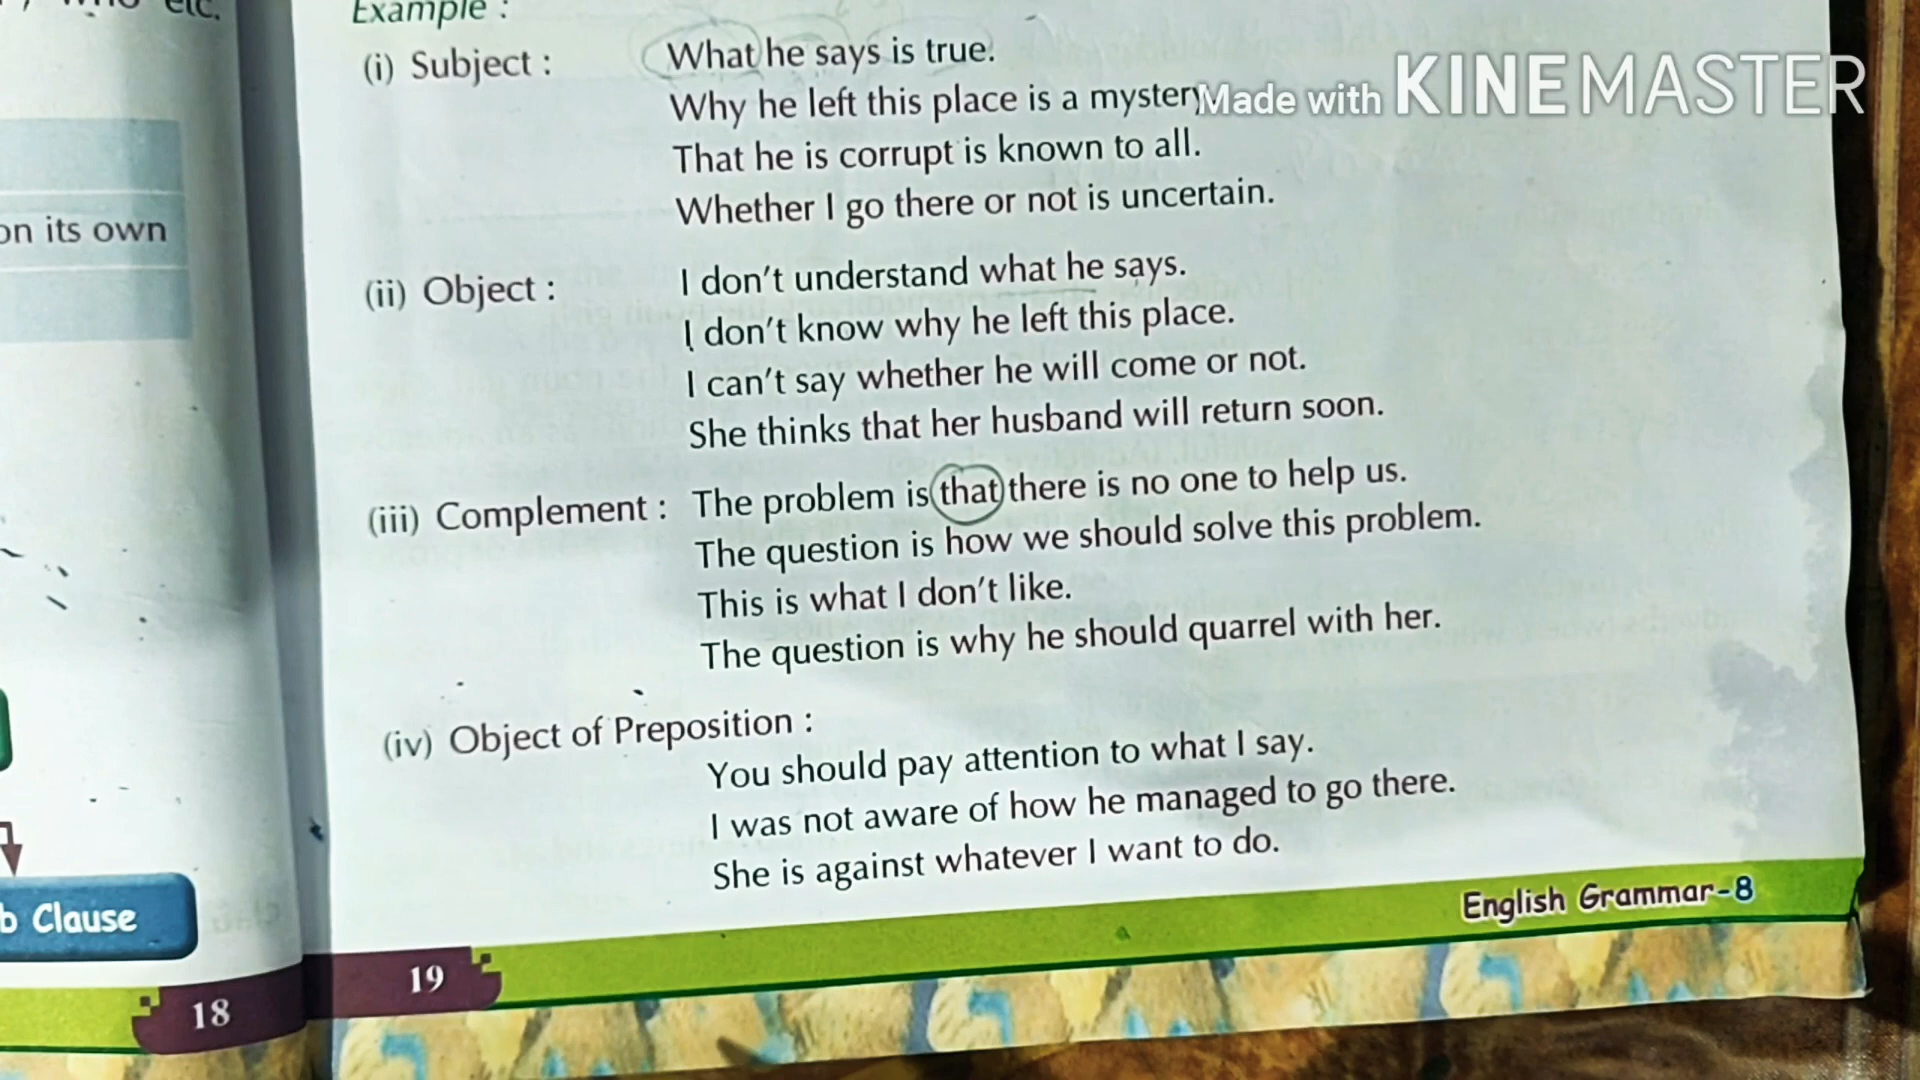 etc.
Example :
(i) Subject : What he says is true.
Why he left this place is a mystery
Made with KINEMASTER
That he is corrupt is known to all.
Whether I go there or not is uncertain.
on its own
(ii) Object : I don't understand what he says.
I don't know why he left this place.
I can't say whether he will come or not.
She thinks that her husband will return soon.
(iii) Complement : The problem is that there is no one to help us.
The question is how we should solve this problem.
This is what I don't like.
The question is why he should quarrel with her.
(iv) Object of Preposition :
You should pay attention to what I say.
I was not aware of how he managed to go there.
She is against whatever I want to do.
b Clause
English Grammar-8
18
19